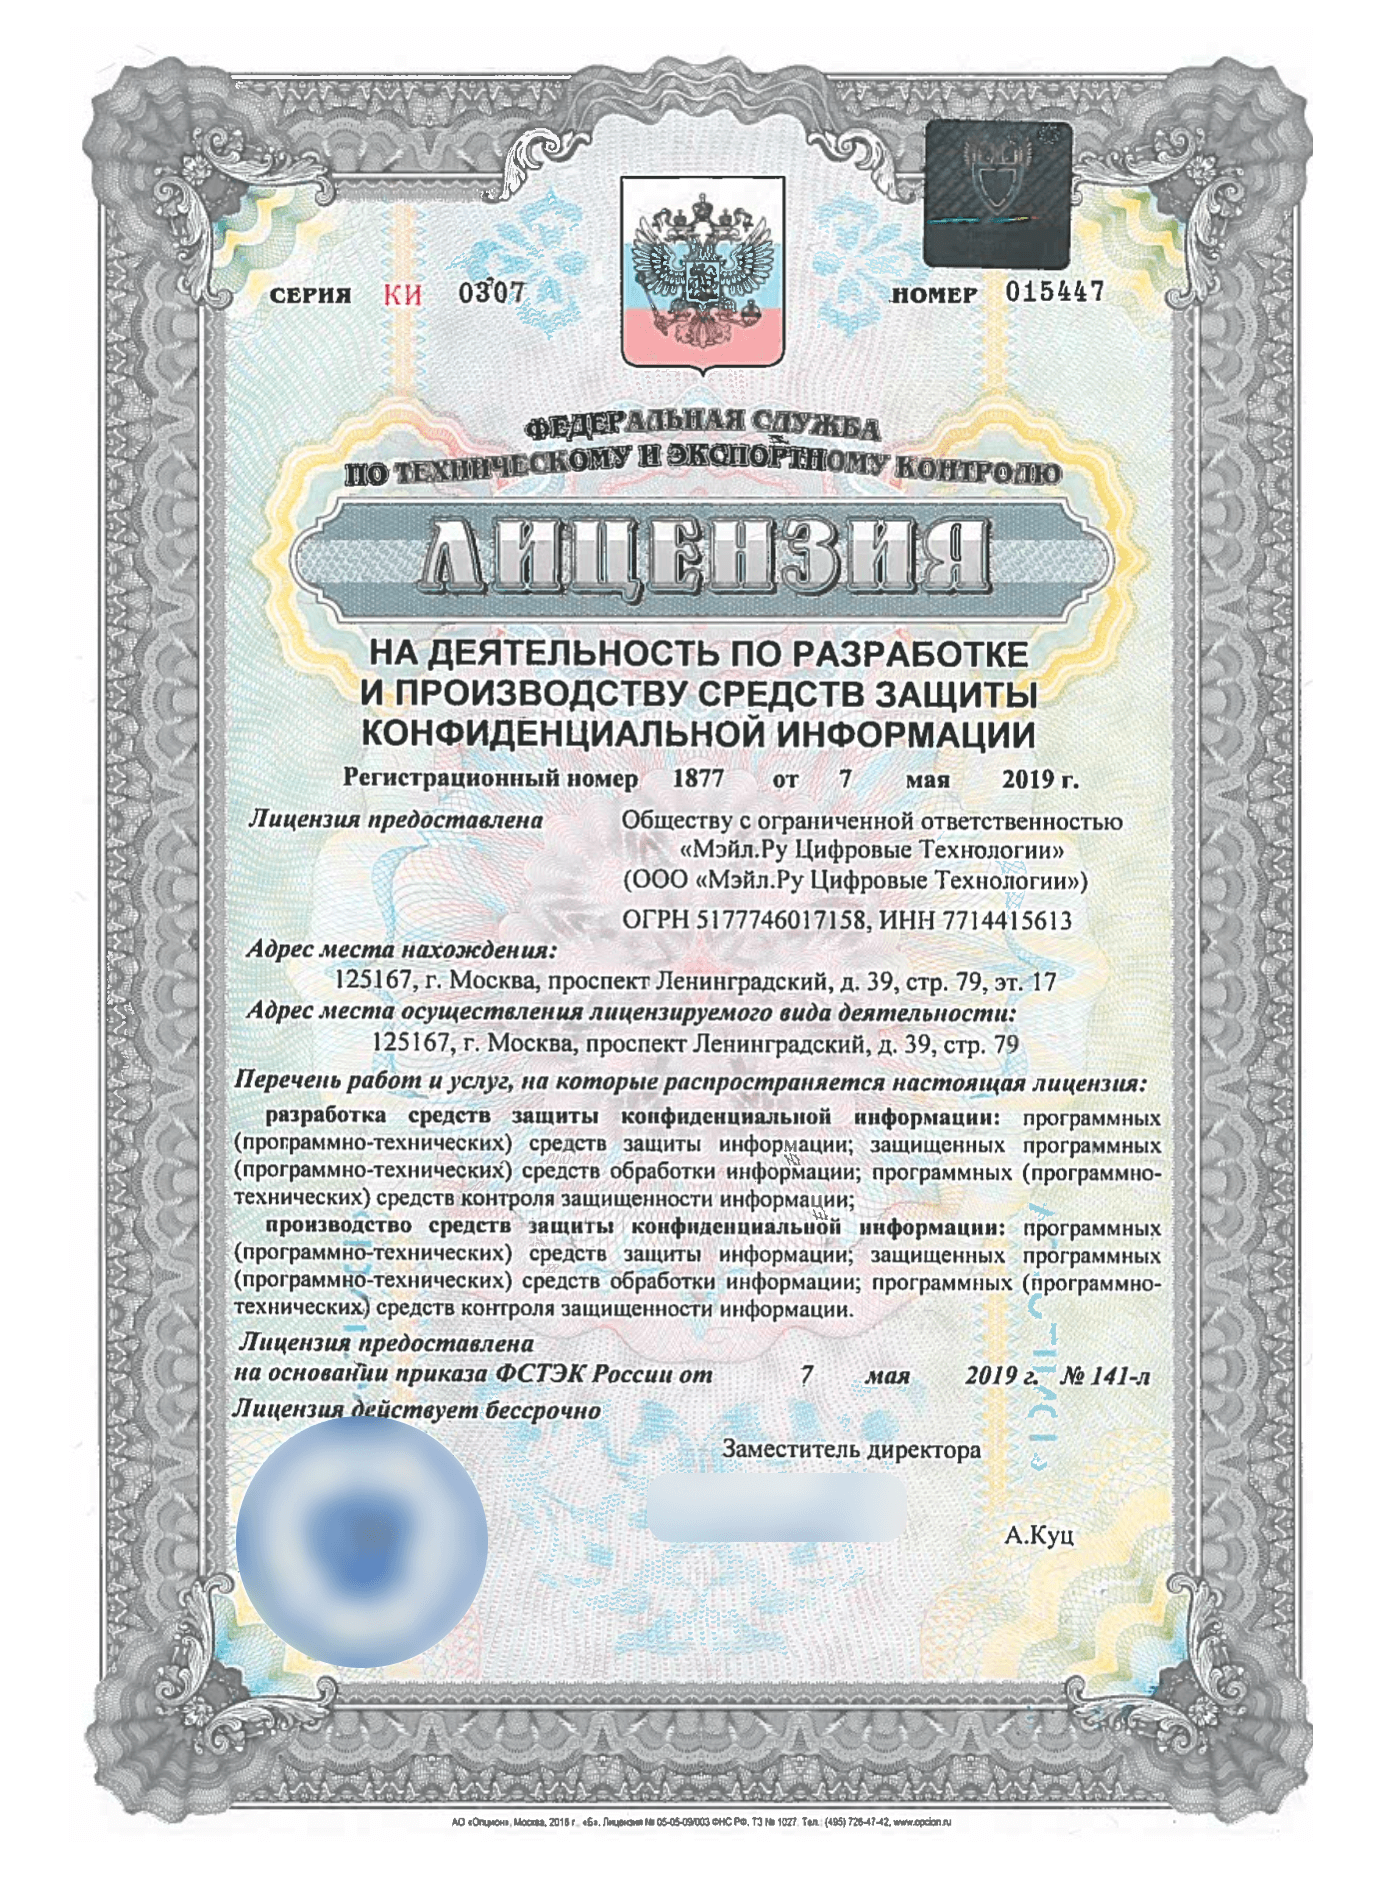 СЕРИЯ КИ 0307 НОМЕР 015447
ФЕДЕРАЛЬНАЯ СЛУЖБА
ПО ТЕХНИЧЕСКОМУ И ЭКСПОРТНОМУ КОНТРОЛЮ
ЛИЦЕНЗИЯ
НА ДЕЯТЕЛЬНОСТЬ ПО РАЗРАБОТКЕ
И ПРОИЗВОДСТВУ СРЕДСТВ ЗАЩИТЫ
КОНФИДЕНЦИАЛЬНОЙ ИНФОРМАЦИИ
Регистрационный номер 1877 от 7 мая 2019 г.
Лицензия предоставлена Обществу с ограниченной ответственностью
«Мэйл.Ру Цифровые Технологии»
(ООО «Мэйл.Ру Цифровые Технологии»)
ОГРН 5177746017158, ИНН 7714415613
Адрес места нахождения:
125167, г. Москва, проспект Ленинградский, д. 39, стр. 79, эт. 17
Адрес места осуществления лицензируемого вида деятельности:
125167, г. Москва, проспект Ленинградский, д. 39, стр. 79
Перечень работ и услуг, на которые распространяется настоящая лицензия:
разработка средств защиты конфиденциальной информации: программных
(программно-технических) средств защиты информации; защищенных программных
(программно-технических) средств обработки информации; программных (программно-
технических) средств контроля защищенности информации;
производство средств защиты конфиденциальной информации: программных
(программно-технических) средств защиты информации; защищенных программных
(программно-технических) средств обработки информации; программных (программно-
технических) средств контроля защищенности информации.
Лицензия предоставлена
на основании приказа ФСТЭК России от 7 мая 2019 г. № 141-л
Лицензия действует бессрочно
Заместитель директора
А.Куц
АО «Опцион», Москва, 2016 г., «Б». Лицензия № 05-05-09/003 ФНС РФ, ТЗ № 1027. Тел.: (495) 726-47-42, www.opcion.ru